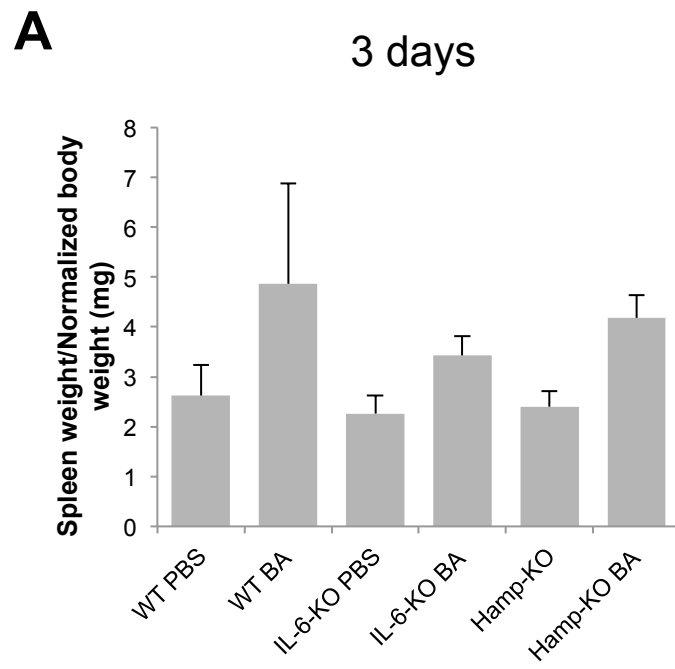 A
3 days
Spleen weight/Normalized body
weight (mg)
8
7
6
5
4
3
2
1
0
WT PBS
WT BA
IL-6-KO PBS
IL-6-KO BA
Hamp-KO
Hamp-KO BA